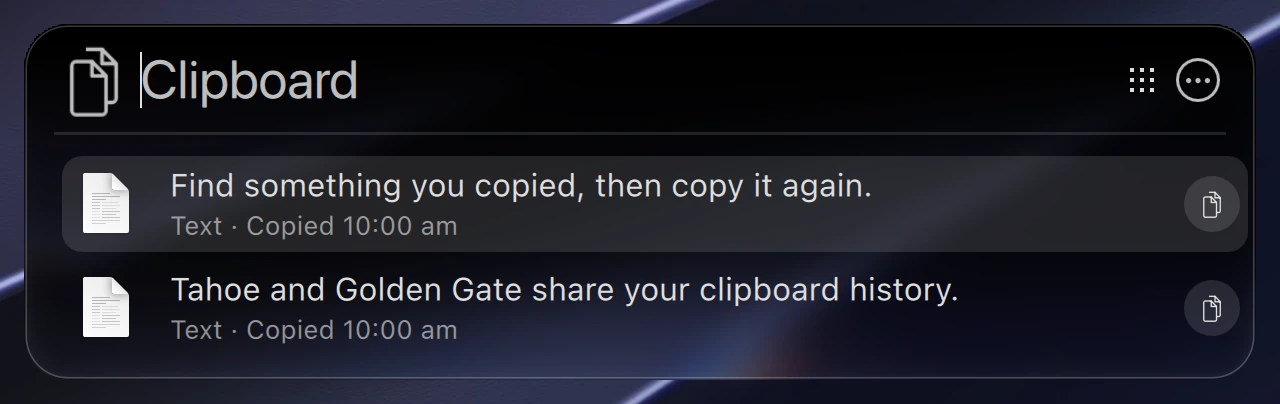 Clipboard
Find something you copied, then copy it again.
Text · Copied 10:00 am
Tahoe and Golden Gate share your clipboard history.
Text · Copied 10:00 am